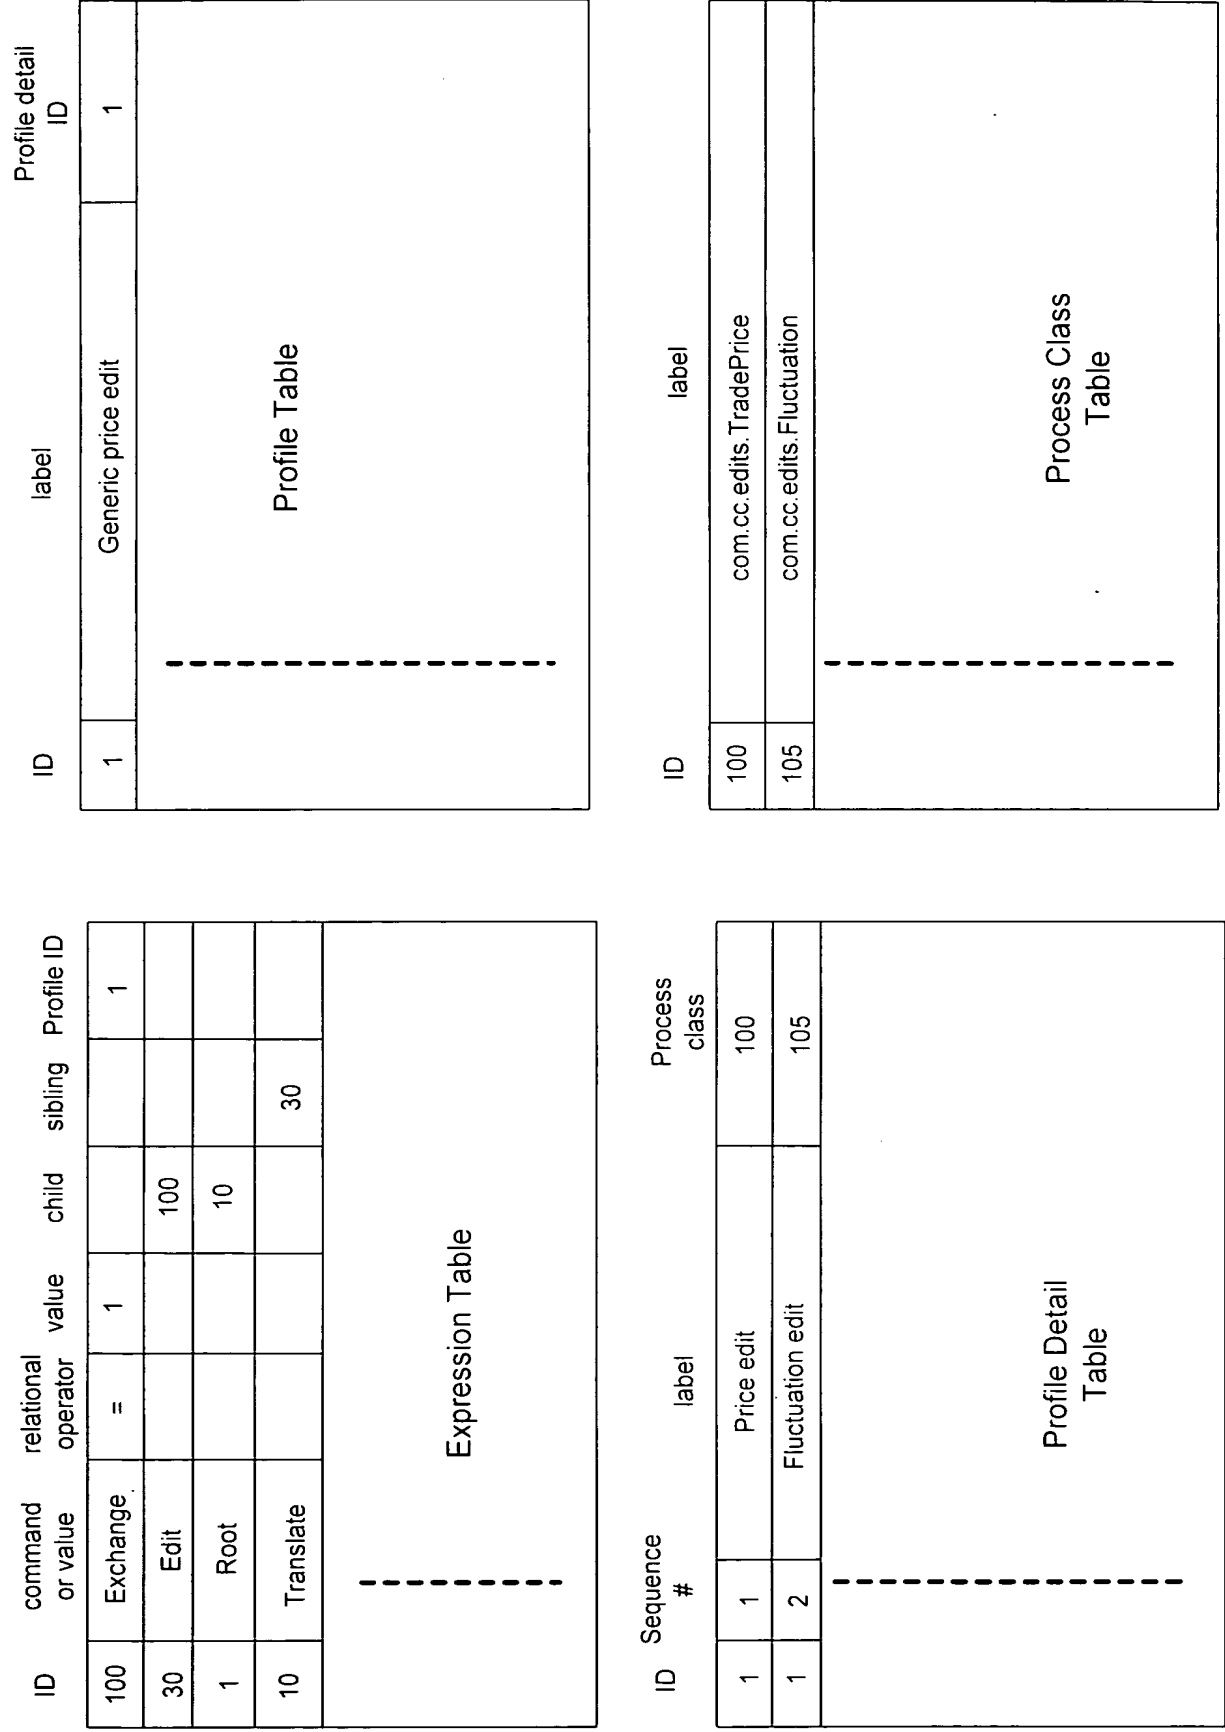 ID command or value relational operator value child sibling Profile ID
100 Exchange = 1 1
30 Edit 100
1 Root 10
10 Translate 30
Expression Table
ID label Profile detail ID
1 Generic price edit 1
Profile Table
ID Sequence # label Process class
1 1 Price edit 100
1 2 Fluctuation edit 105
Profile Detail
Table
ID label
100 com.cc.edits.TradePrice
105 com.cc.edits.Fluctuation
Process Class
Table